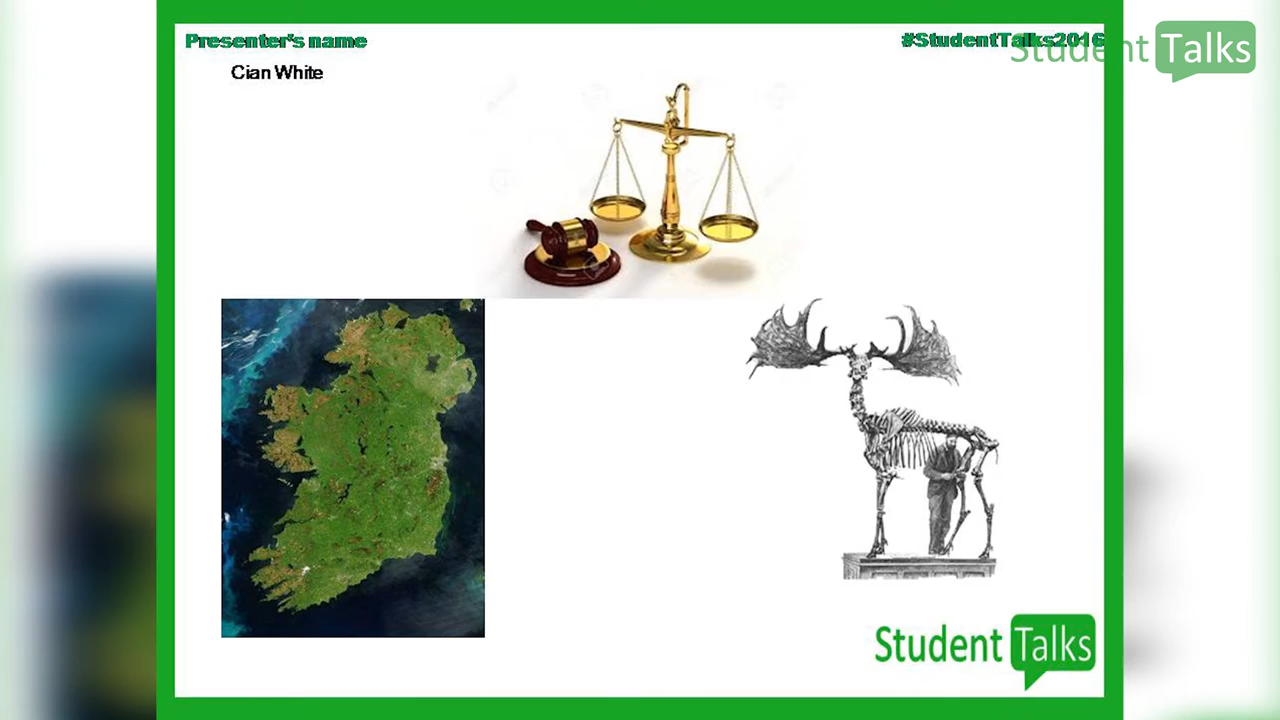 Presenter's name
#StudentTalks2016
Student Talks
Cian White
Student Talks